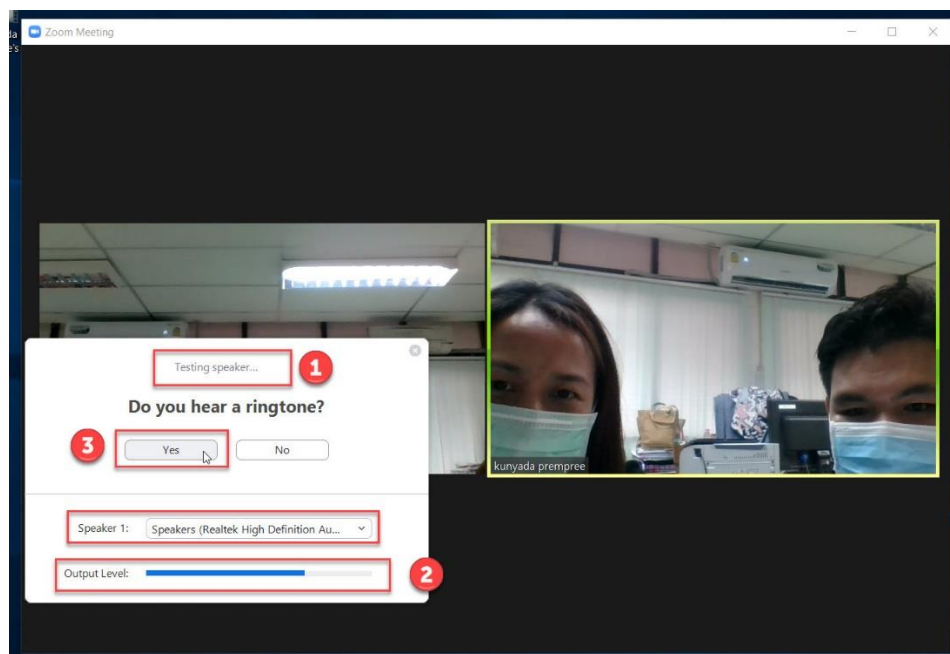 da
e's
Zoom Meeting
Testing speaker...
1
Do you hear a ringtone?
3
Yes
No
Speaker 1:
Speakers (Realtek High Definition Au...
Output Level:
2
kunyada prempree